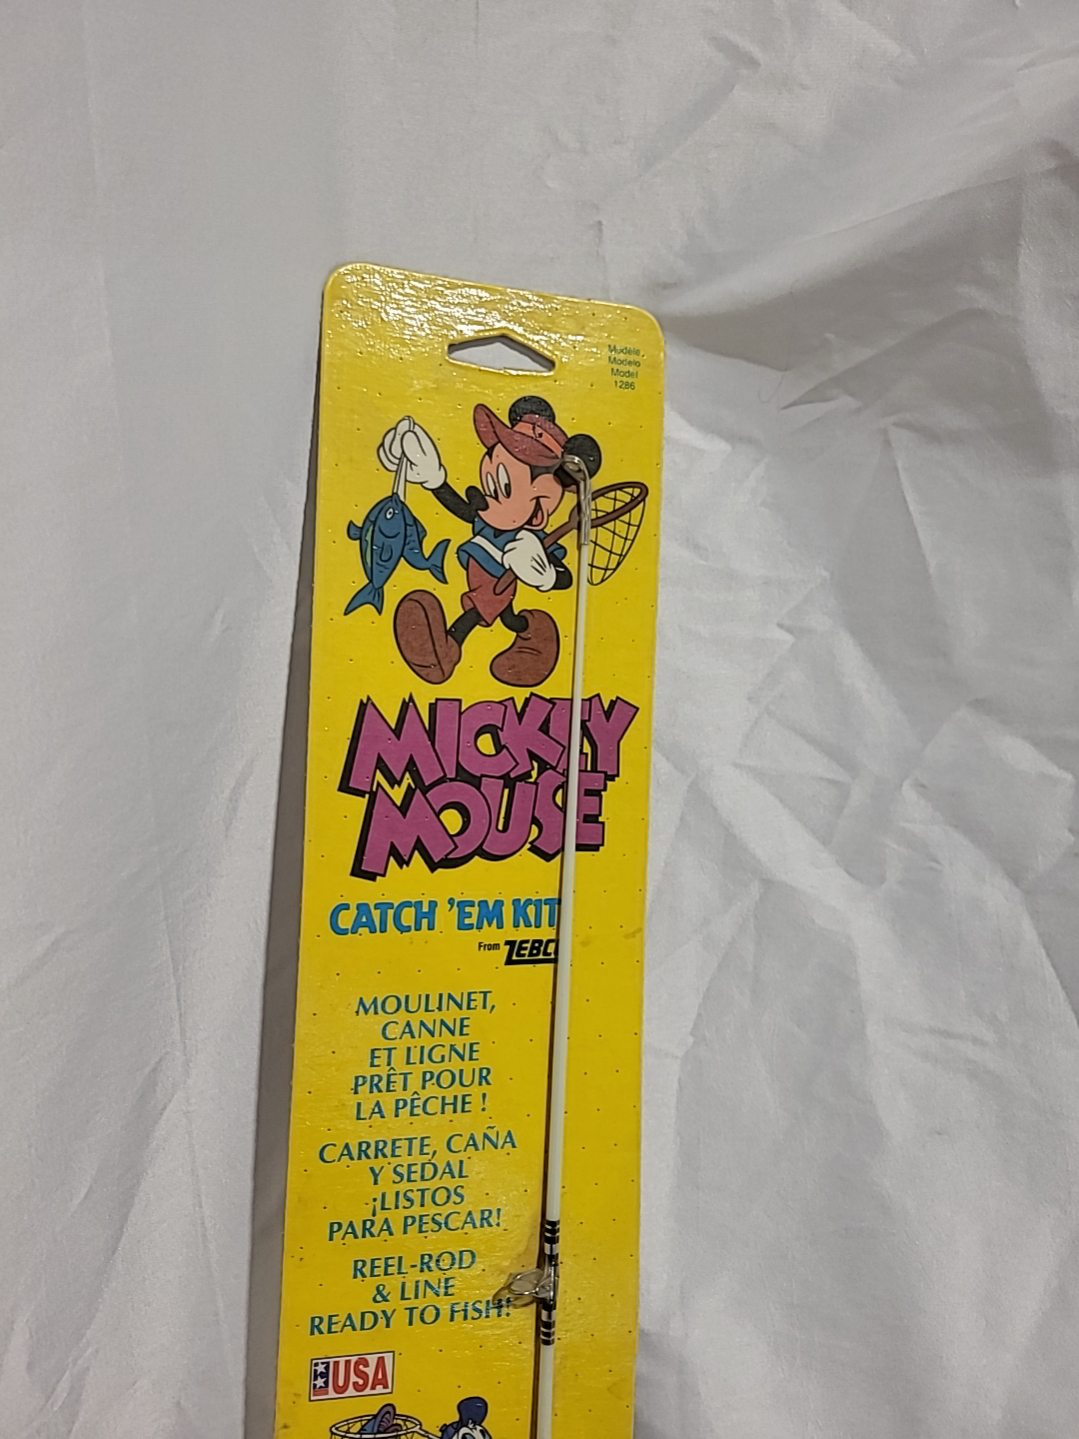 Modèle
Modelo
Model
1286
MICKEY
MOUSE
CATCH 'EM KIT
From ZEBC
MOULINET,
CANNE
ET LIGNE
PRÊT POUR
LA PÊCHE !
CARRETE, CAÑA
Y SEDAL
¡LISTOS
PARA PESCAR!
REEL-ROD
& LINE
READY TO FISH!
USA